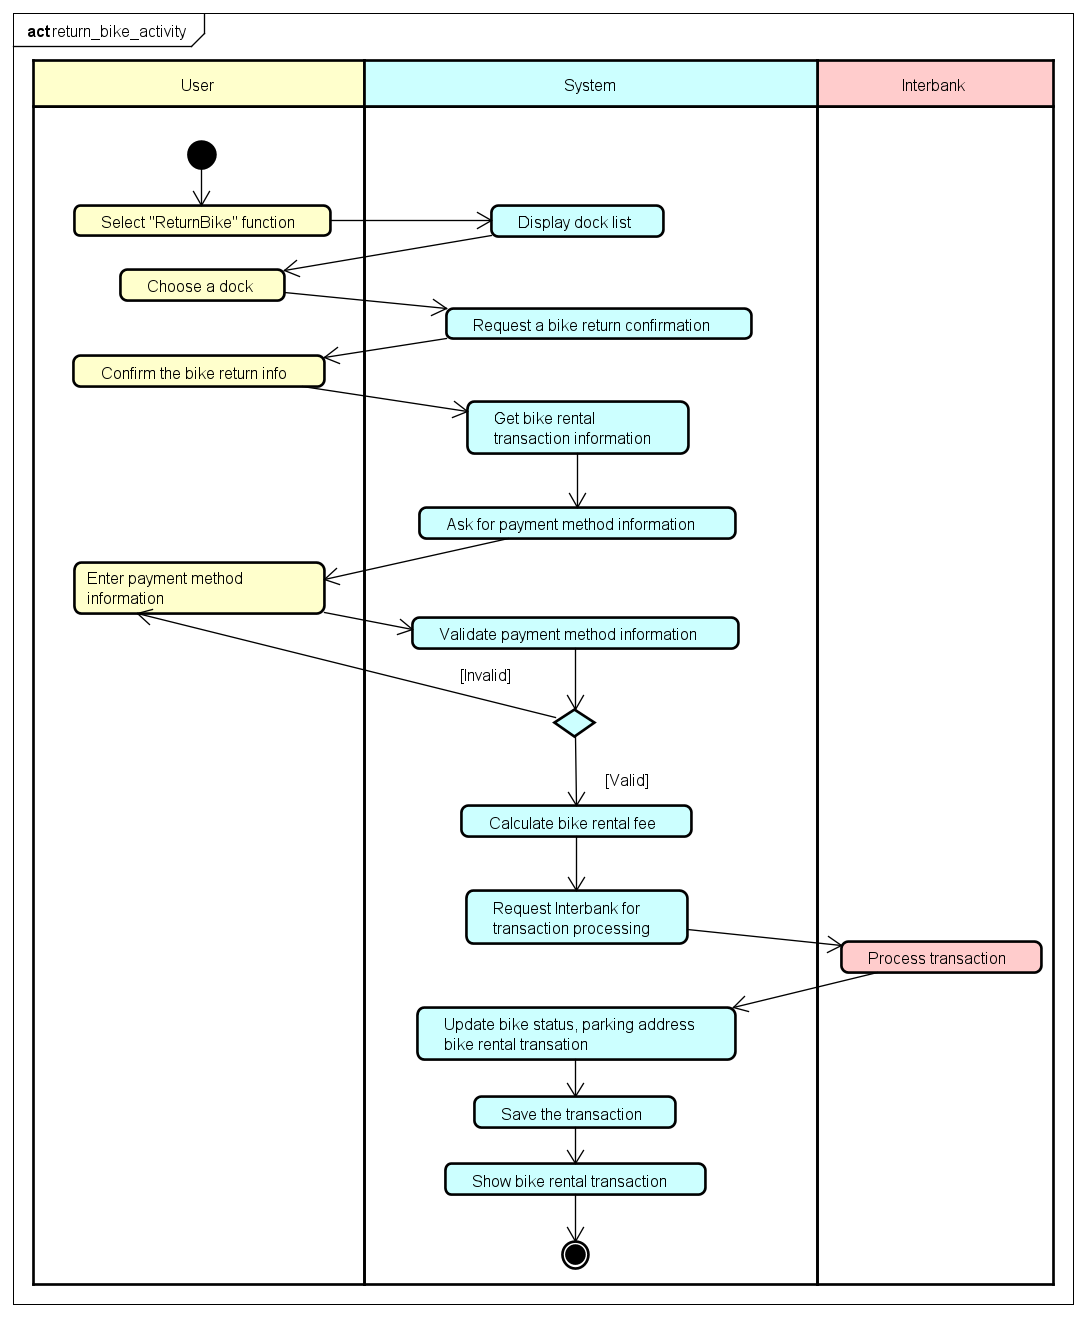 act return_bike_activity
User
System
Interbank
Select "ReturnBike" function
Display dock list
Choose a dock
Request a bike return confirmation
Confirm the bike return info
Get bike rental
transaction information
Ask for payment method information
Enter payment method
information
Validate payment method information
[Invalid]
[Valid]
Calculate bike rental fee
Request Interbank for
transaction processing
Process transaction
Update bike status, parking address
bike rental transation
Save the transaction
Show bike rental transaction